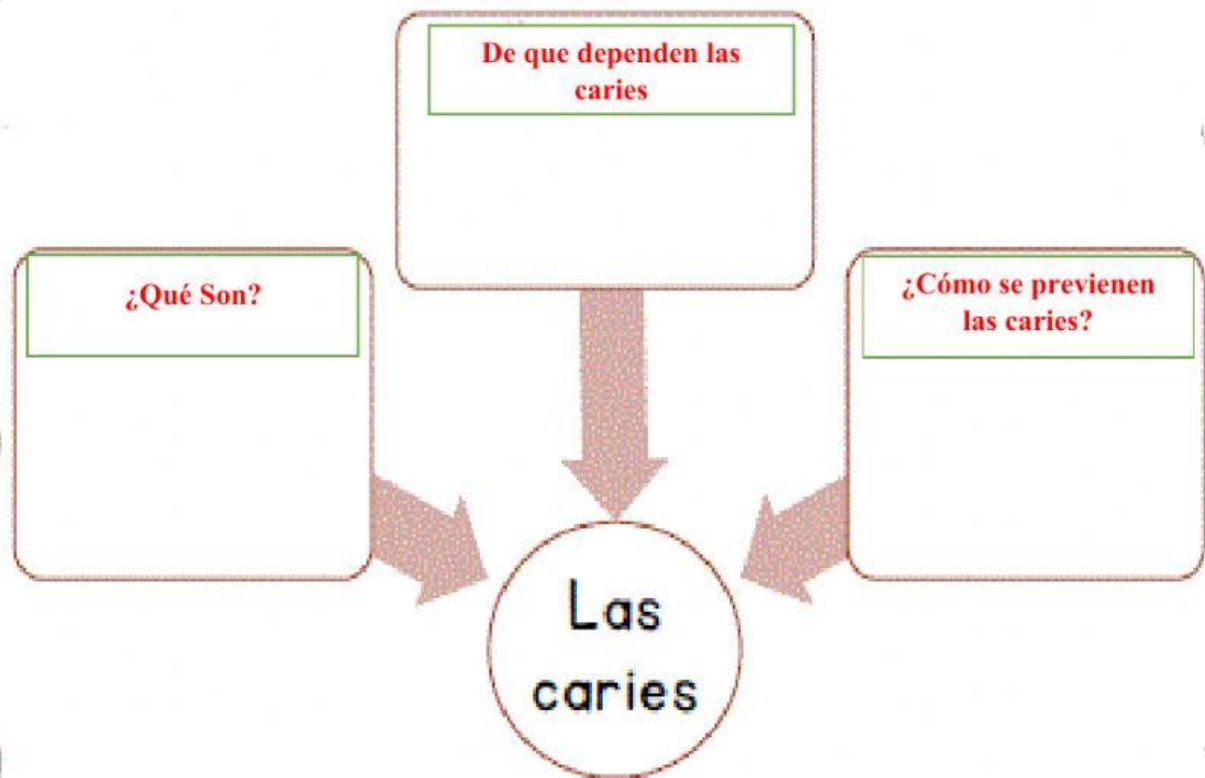 De que dependen las
caries
¿Qué Son?
¿Cómo se previenen
las caries?
Las
caries